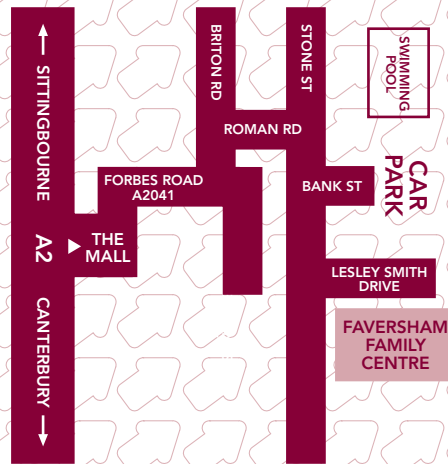 SITTINGBOURNE
A2
CANTERBURY
THE
MALL
FORBES ROAD
A2041
BRITON RD
ROMAN RD
STONE ST
BANK ST
SWIMMING
POOL
CAR
PARK
LESLEY SMITH
DRIVE
FAVERSHAM
FAMILY
CENTRE